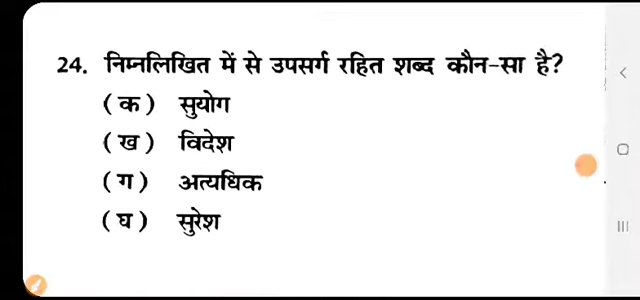 24. निम्नलिखित में से उपसर्ग रहित शब्द कौन-सा है?
(क) सुयोग
(ख) विदेश
(ग) अत्यधिक
(घ) सुरेश